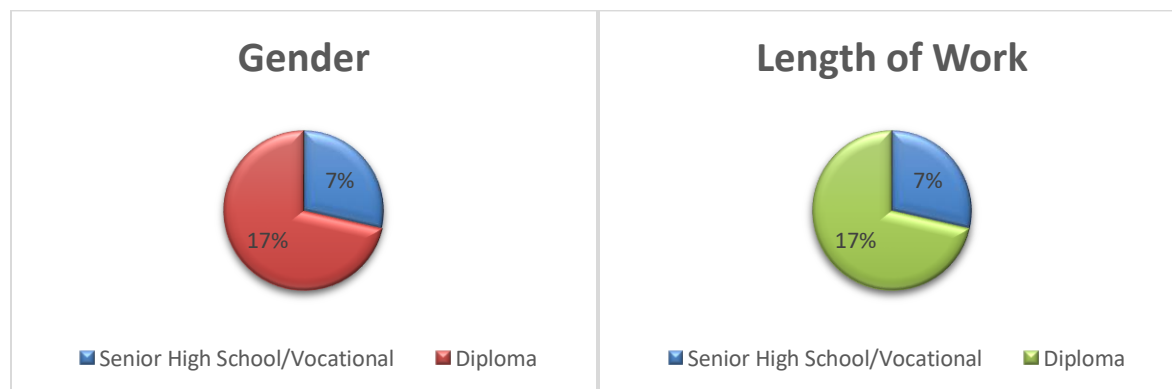 Gender
7%
17%
Senior High School/Vocational Diploma
Length of Work
7%
17%
Senior High School/Vocational Diploma